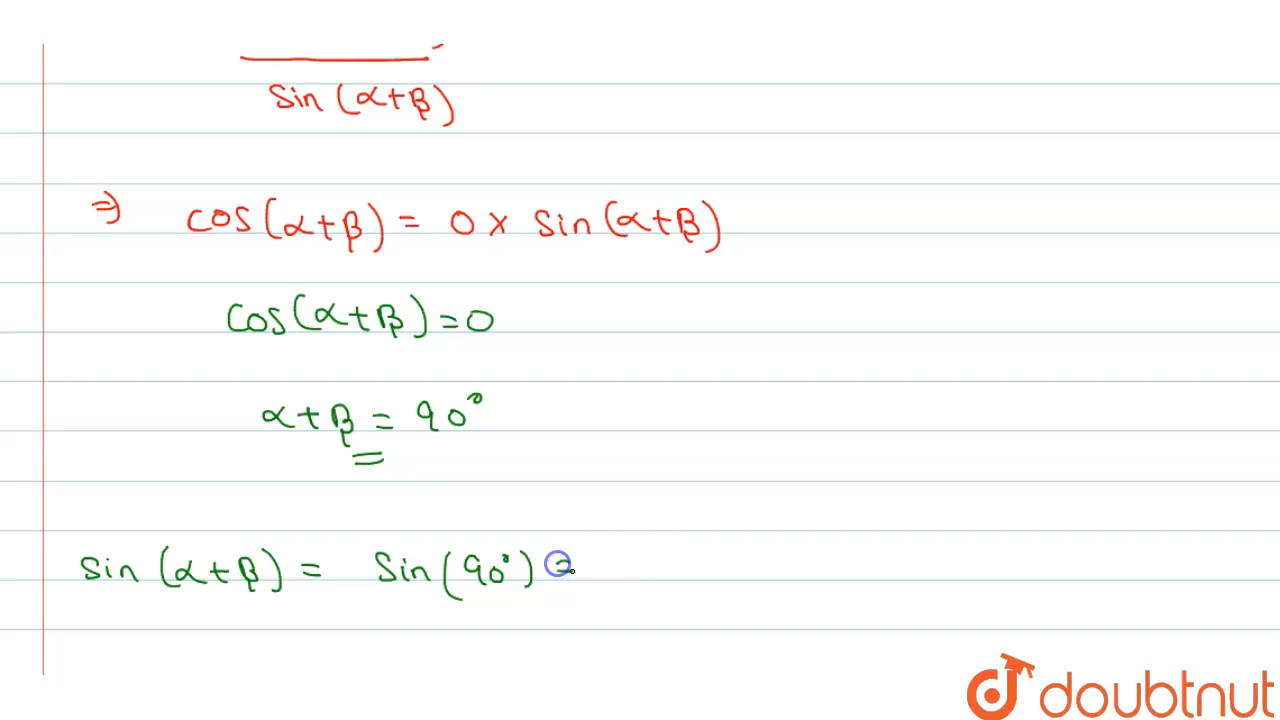 sin (α+β)
⇒ cos(α+β) = 0 × sin(α+β)
cos(α+β) = 0
α+β = 90°
sin (α+β) = sin(90°) =
doubtnut